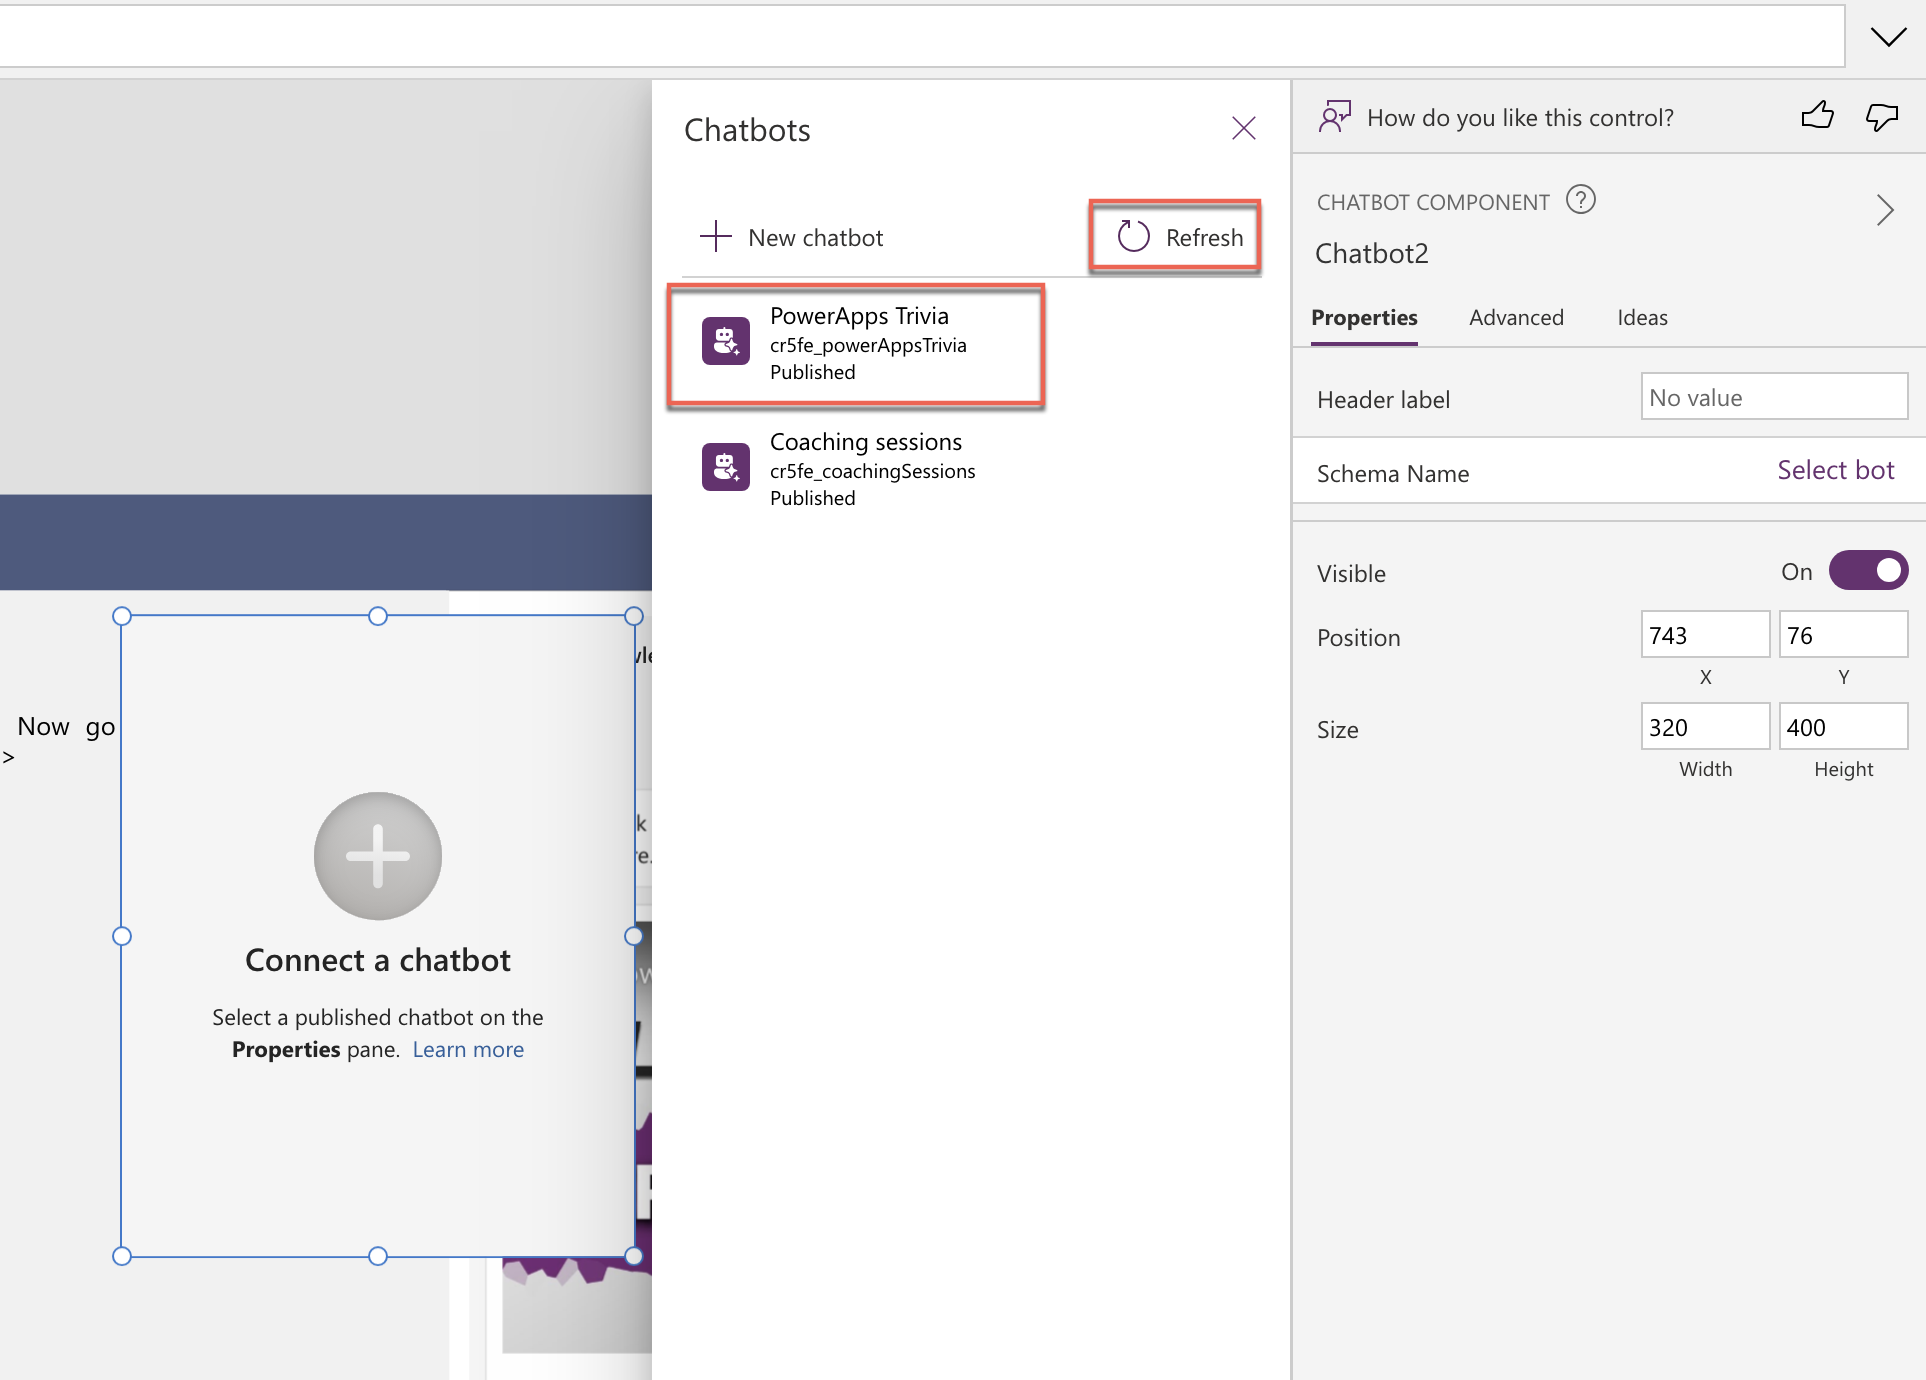 Chatbots
New chatbot
Refresh
PowerApps Trivia
cr5fe_powerAppsTrivia
Published
Coaching sessions
cr5fe_coachingSessions
Published
Now go
>
Connect a chatbot
Select a published chatbot on the
Properties pane. Learn more
How do you like this control?
CHATBOT COMPONENT ?
Chatbot2
Properties Advanced Ideas
Header label No value
Schema Name Select bot
Visible On
Position 743 76
X Y
Size 320 400
Width Height